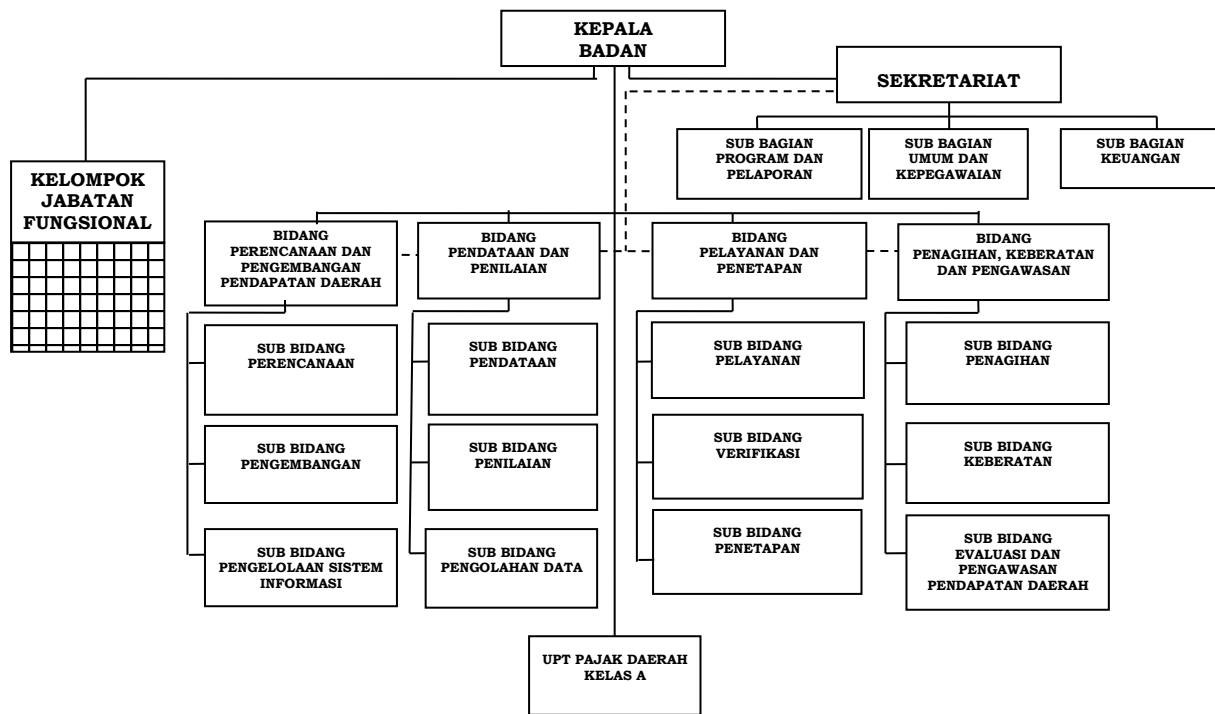 KEPALA
BADAN
SEKRETARIAT
SUB BAGIAN
PROGRAM DAN
PELAPORAN
SUB BAGIAN
UMUM DAN
KEPEGAWAIAN
SUB BAGIAN
KEUANGAN
KELOMPOK
JABATAN
FUNGSIONAL
BIDANG
PERENCANAAN DAN
PENGEMBANGAN
PENDAPATAN DAERAH
BIDANG
PENDATAAN DAN
PENILAIAN
BIDANG
PELAYANAN DAN
PENETAPAN
BIDANG
PENAGIHAN, KEBERATAN
DAN PENGAWASAN
SUB BIDANG
PERENCANAAN
SUB BIDANG
PENDATAAN
SUB BIDANG
PELAYANAN
SUB BIDANG
PENAGIHAN
SUB BIDANG
PENGEMBANGAN
SUB BIDANG
PENILAIAN
SUB BIDANG
VERIFIKASI
SUB BIDANG
KEBERATAN
SUB BIDANG
PENGELOLAAN SISTEM
INFORMASI
SUB BIDANG
PENGOLAHAN DATA
SUB BIDANG
PENETAPAN
SUB BIDANG
EVALUASI DAN
PENGAWASAN
PENDAPATAN DAERAH
UPT PAJAK DAERAH
KELAS A